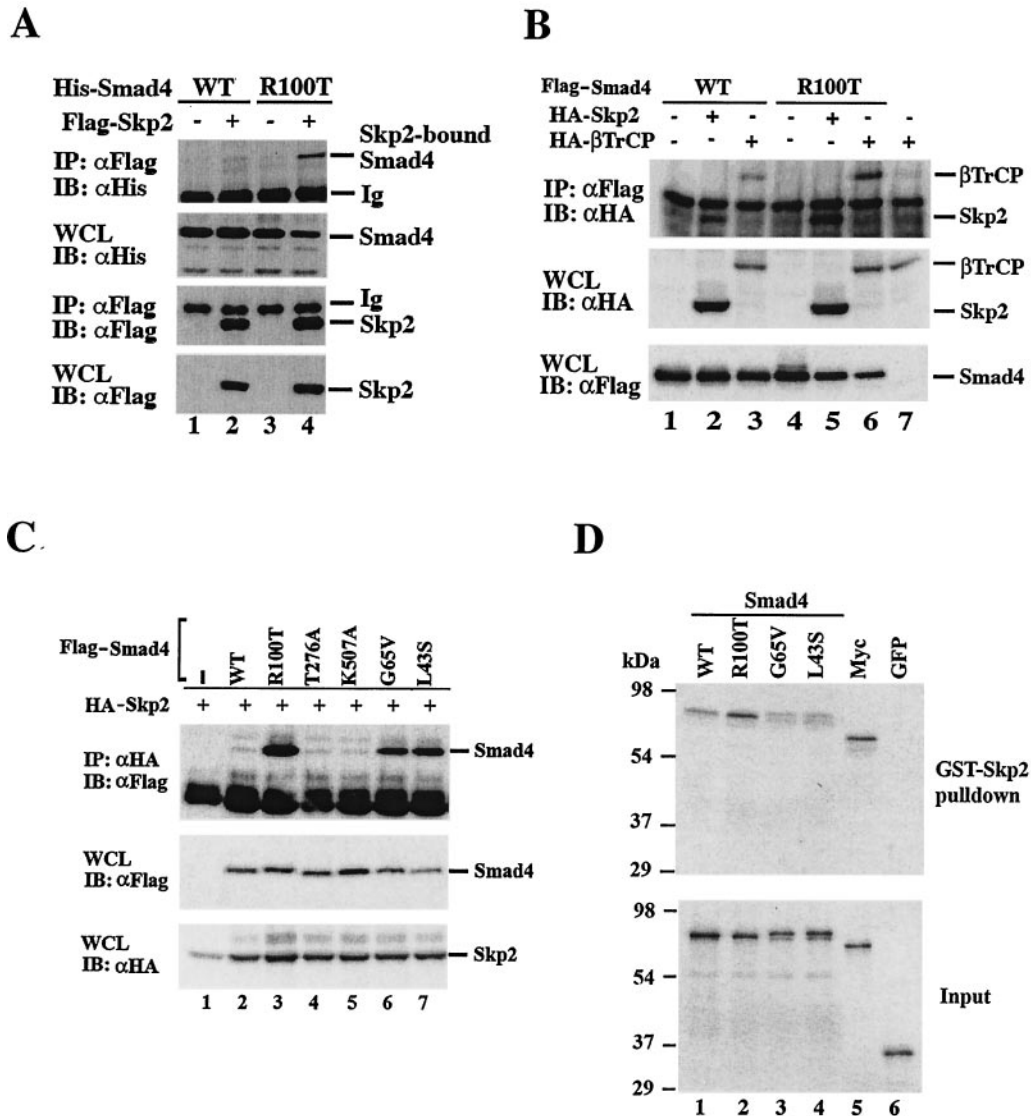 A
His-Smad4 WT R100T
Flag-Skp2 - + - +
Skp2-bound
IP: αFlag Smad4
IB: αHis Ig
WCL Smad4
IB: αHis
IP: αFlag Ig
IB: αFlag Skp2
WCL
IB: αFlag Skp2
1 2 3 4
B
Flag-Smad4 WT R100T
HA-Skp2 - + - - + - -
HA-βTrCP - - + - - + +
IP: αFlag βTrCP
IB: αHA Skp2
WCL βTrCP
IB: αHA Skp2
WCL
IB: αFlag Smad4
1 2 3 4 5 6 7
C
Flag-Smad4 - WT R100T T276A K507A G65V L43S
HA-Skp2 + + + + + + +
IP: αHA Smad4
IB: αFlag
WCL
IB: αFlag Smad4
WCL
IB: αHA Skp2
1 2 3 4 5 6 7
D
Smad4
kDa WT R100T G65V L43S Myc GFP
98
54
GST-Skp2
pulldown
37
29
98
54
Input
37
29
1 2 3 4 5 6